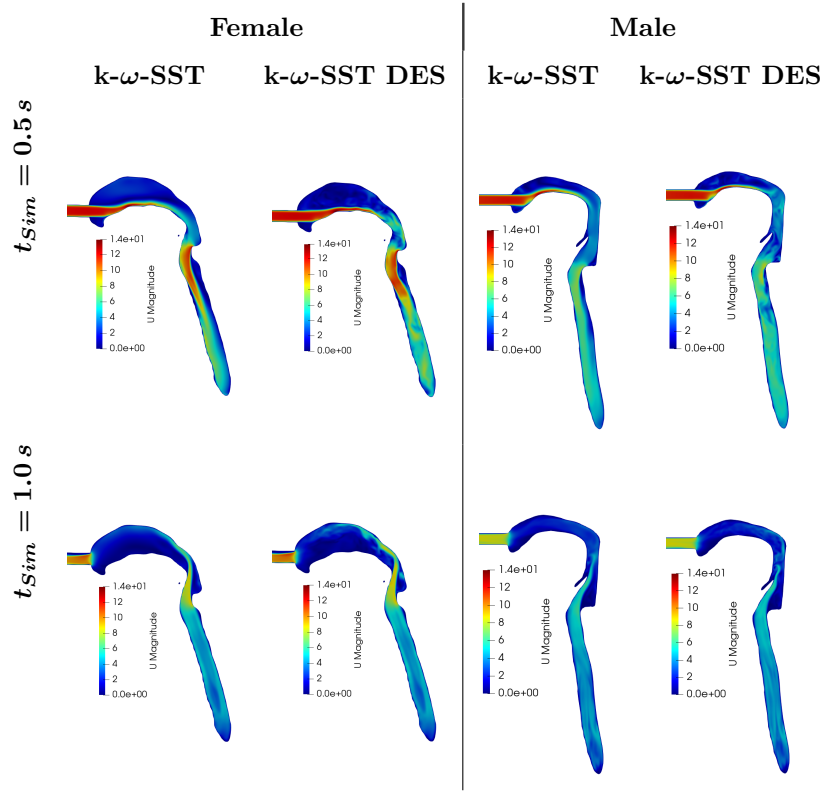 Female
Male
k-ω-SST
k-ω-SST DES
k-ω-SST
k-ω-SST DES
t_Sim = 0.5 s
1.4e+01
12
10
8
6
4
2
0.0e+00
U Magnitude
1.4e+01
12
10
8
6
4
2
0.0e+00
U Magnitude
1.4e+01
12
10
8
6
4
2
0.0e+00
U Magnitude
1.4e+01
12
10
8
6
4
2
0.0e+00
U Magnitude
t_Sim = 1.0 s
1.4e+01
12
10
8
6
4
2
0.0e+00
U Magnitude
1.4e+01
12
10
8
6
4
2
0.0e+00
U Magnitude
1.4e+01
12
10
8
6
4
2
0.0e+00
U Magnitude
1.4e+01
12
10
8
6
4
2
0.0e+00
U Magnitude